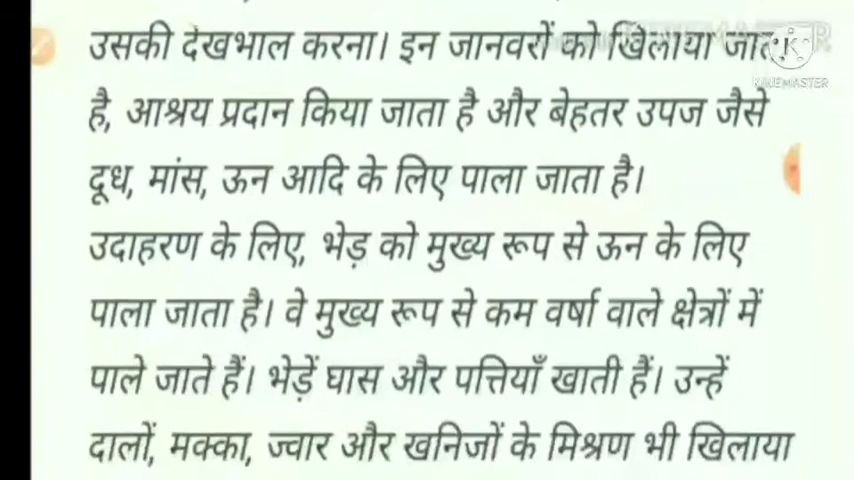 उसकी देखभाल करना। इन जानवरों को खिलाया जाता
है, आश्रय प्रदान किया जाता है और बेहतर उपज जैसे
दूध, मांस, ऊन आदि के लिए पाला जाता है।
उदाहरण के लिए, भेड़ को मुख्य रूप से ऊन के लिए
पाला जाता है। वे मुख्य रूप से कम वर्षा वाले क्षेत्रों में
पाले जाते हैं। भेड़ें घास और पत्तियाँ खाती हैं। उन्हें
दालों, मक्का, ज्वार और खनिजों के मिश्रण भी खिलाया
KINEMASTER